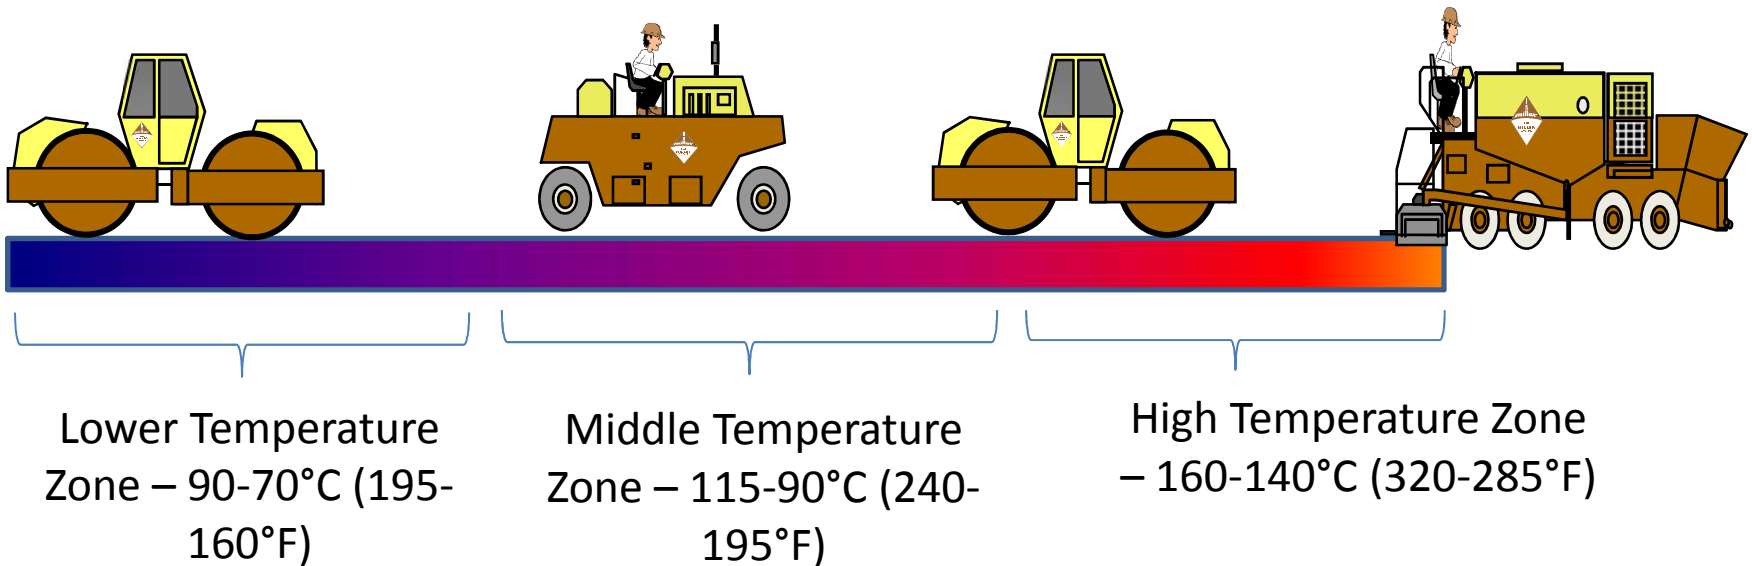 Lower Temperature
Zone – 90-70°C (195-
160°F)
Middle Temperature
Zone – 115-90°C (240-
195°F)
High Temperature Zone
– 160-140°C (320-285°F)